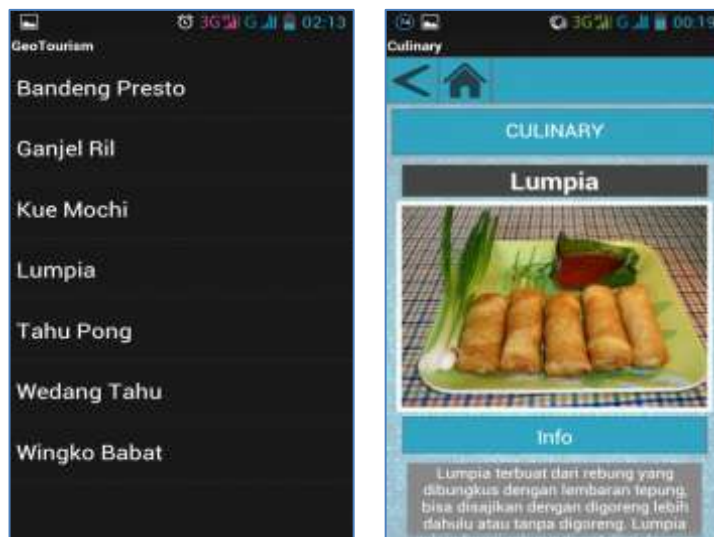 3G G 02:13
GeoTourism
Bandeng Presto
Ganjel Ril
Kue Mochi
Lumpia
Tahu Pong
Wedang Tahu
Wingko Babat
3G G 00:19
Culinary
CULINARY
Lumpia
Info
Lumpia terbuat dari rebung yang
dibungkus dengan lembaran tepung,
bisa disajikan dengan digoreng lebih
dahulu atau tanpa digoreng. Lumpia